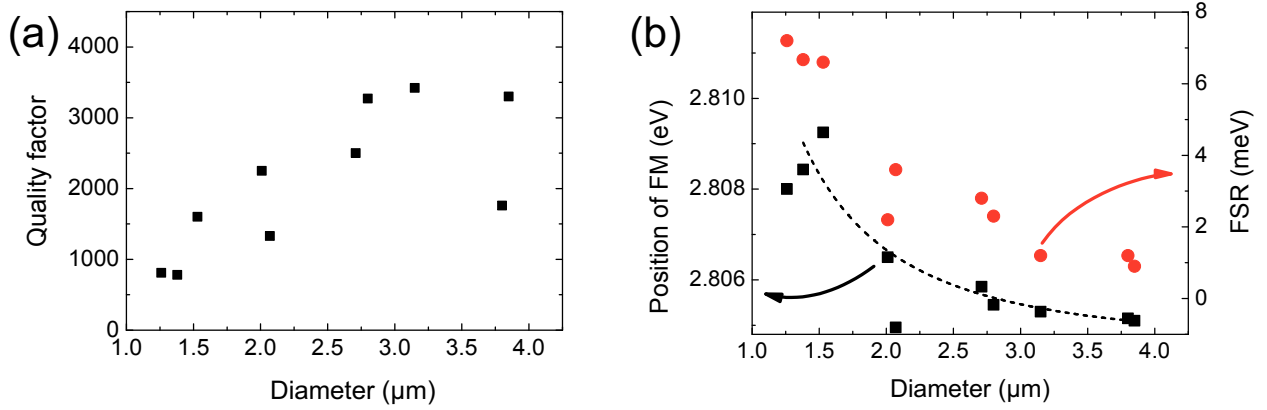 (a)
Quality factor
4000
3000
2000
1000
0
1.0 1.5 2.0 2.5 3.0 3.5 4.0
Diameter (µm)
(b)
Position of FM (eV)
2.810
2.808
2.806
8
6
4
2
0
FSR (meV)
1.0 1.5 2.0 2.5 3.0 3.5 4.0
Diameter (µm)